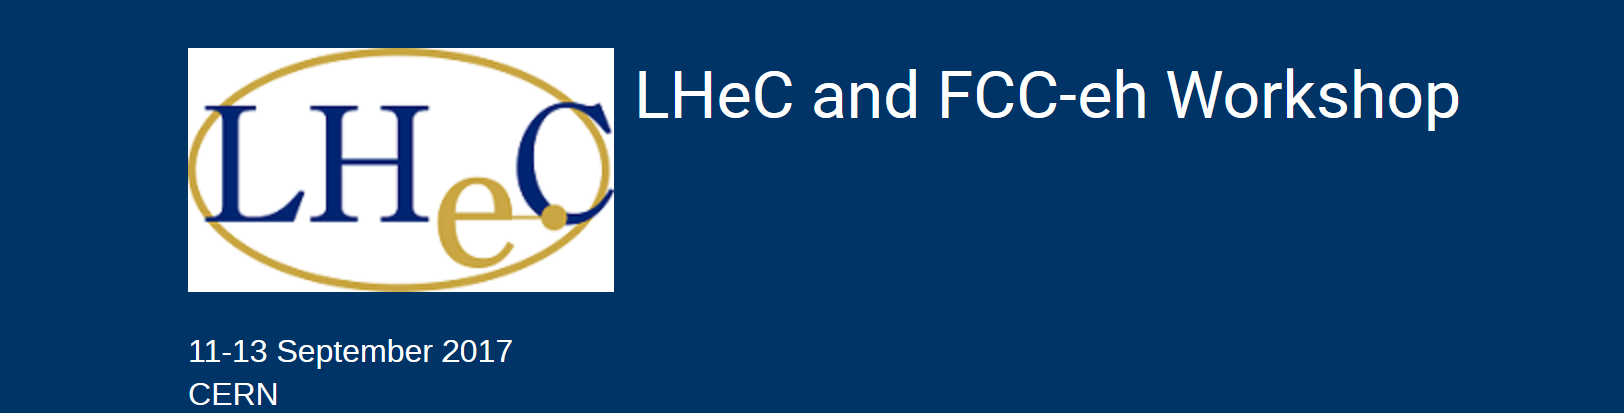 LHeC
LHeC and FCC-eh Workshop
11-13 September 2017
CERN